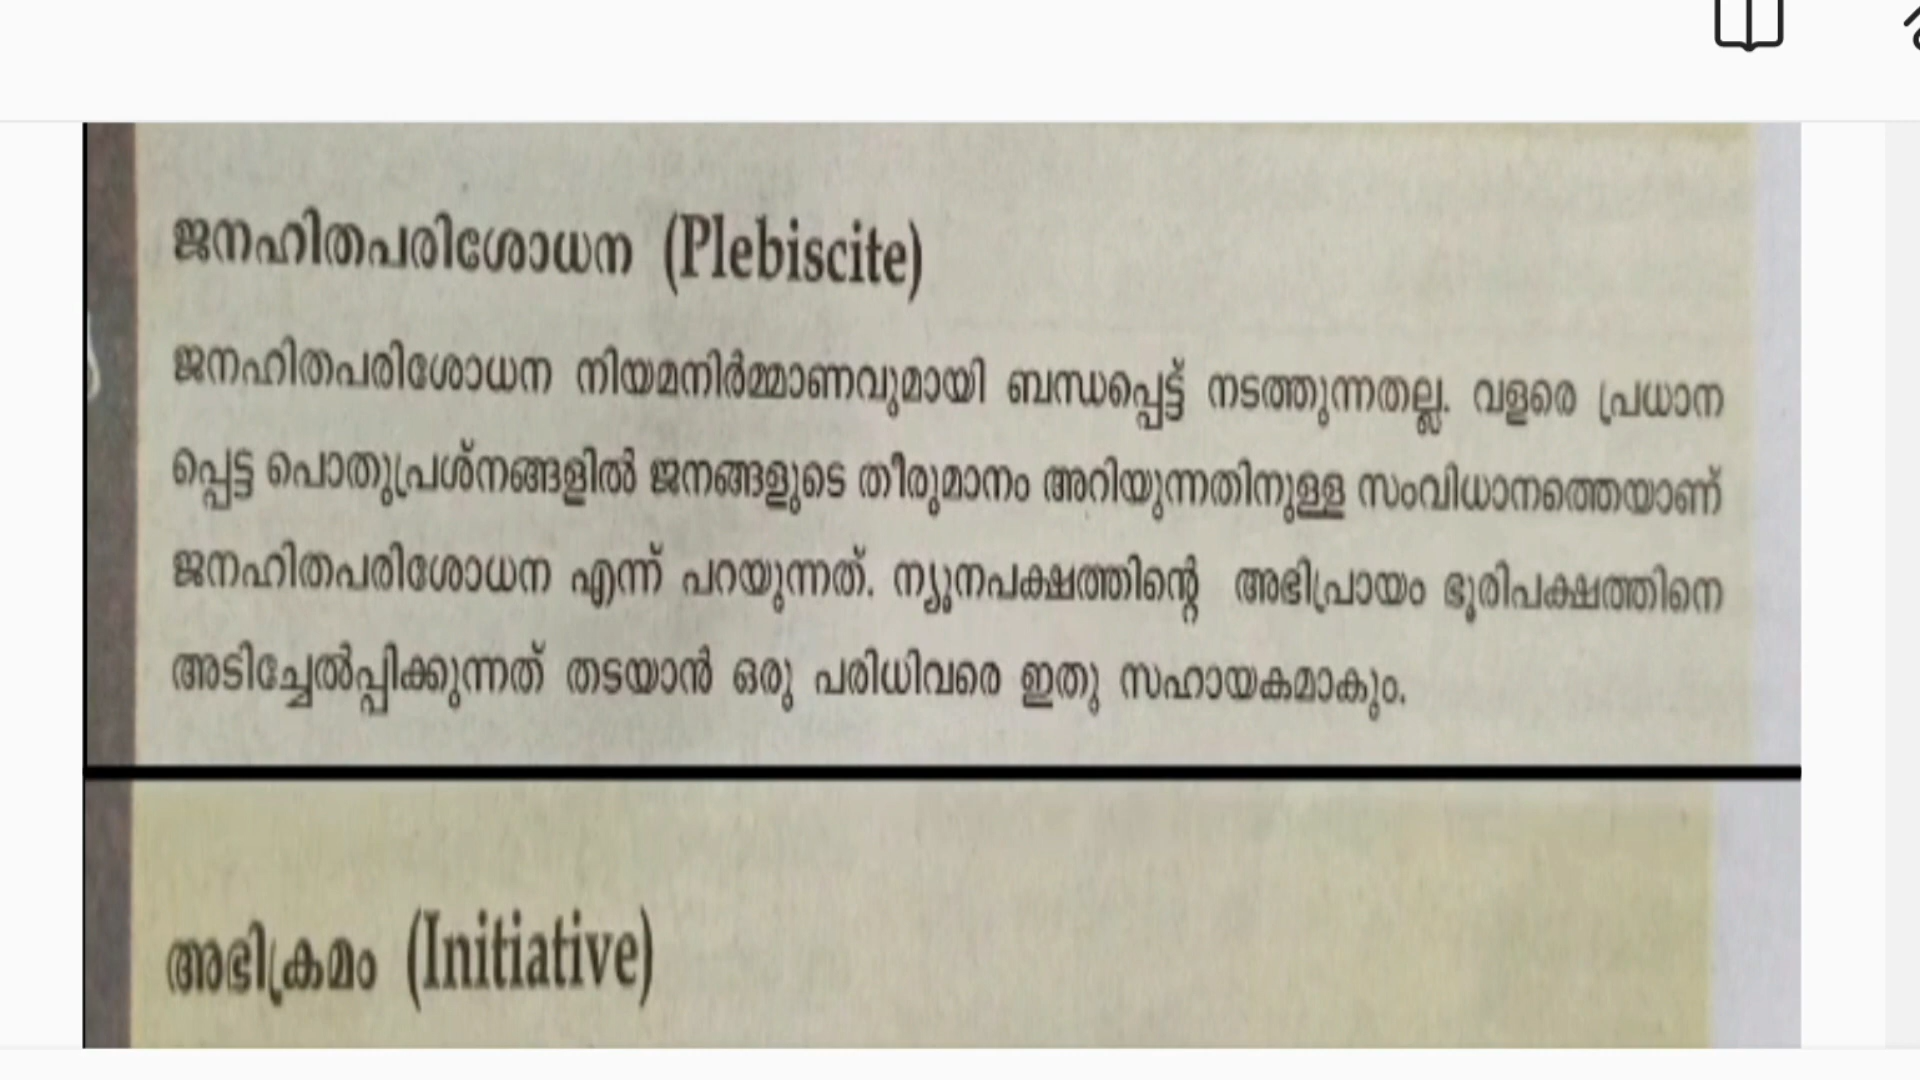 ജനഹിതപരിശോധന (Plebiscite)
ജനഹിതപരിശോധന നിയമനിർമ്മാണവുമായി ബന്ധപ്പെട്ട് നടത്തുന്നതല്ല. വളരെ പ്രധാന
പ്പെട്ട പൊതുപ്രശ്നങ്ങളിൽ ജനങ്ങളുടെ തീരുമാനം അറിയുന്നതിനുള്ള സംവിധാനത്തെയാണ്
ജനഹിതപരിശോധന എന്ന് പറയുന്നത്. ന്യൂനപക്ഷത്തിന്റെ അഭിപ്രായം ഭൂരിപക്ഷത്തിനെ
അടിച്ചേൽപ്പിക്കുന്നത് തടയാൻ ഒരു പരിധിവരെ ഇതു സഹായകമാകും.
അഭിക്രമം (Initiative)